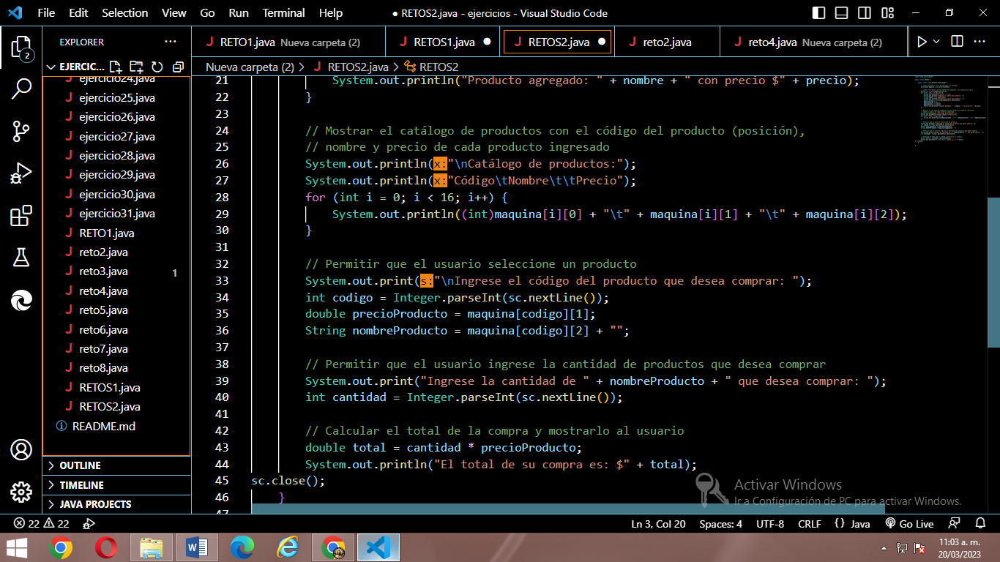 File Edit Selection View Go Run Terminal Help ● RETOS2.java - ejercicios - Visual Studio Code
EXPLORER ···
RETO1.java Nueva carpeta (2) RETOS1.java ● RETOS2.java ● reto2.java reto4.java Nueva carpeta (2) ···
2
EJERCIC...
Nueva carpeta (2) > RETOS2.java > RETOS2
ejercicio24.java
ejercicio25.java
ejercicio26.java
ejercicio27.java
ejercicio28.java
ejercicio29.java
ejercicio30.java
ejercicio31.java
RETO1.java
reto2.java
reto3.java 1
reto4.java
reto5.java
reto6.java
reto7.java
reto8.java
RETOS1.java
RETOS2.java
README.md
OUTLINE
TIMELINE
JAVA PROJECTS
21 System.out.println("Producto agregado: " + nombre + " con precio $" + precio);
22 }
23
24 // Mostrar el catálogo de productos con el código del producto (posición),
25 // nombre y precio de cada producto ingresado
26 System.out.println(x:"\nCatálogo de productos:");
27 System.out.println(x:"Código\tNombre\t\tPrecio");
28 for (int i = 0; i < 16; i++) {
29 System.out.println((int)maquina[i][0] + "\t" + maquina[i][1] + "\t" + maquina[i][2]);
30 }
31
32 // Permitir que el usuario seleccione un producto
33 System.out.print(s:"\nIngrese el código del producto que desea comprar: ");
34 int codigo = Integer.parseInt(sc.nextLine());
35 double precioProducto = maquina[codigo][1];
36 String nombreProducto = maquina[codigo][2] + "";
37
38 // Permitir que el usuario ingrese la cantidad de productos que desea comprar
39 System.out.print("Ingrese la cantidad de " + nombreProducto + " que desea comprar: ");
40 int cantidad = Integer.parseInt(sc.nextLine());
41
42 // Calcular el total de la compra y mostrarlo al usuario
43 double total = cantidad * precioProducto;
44 System.out.println("El total de su compra es: $" + total);
45 sc.close();
46 }
47
Activar Windows
Ir a Configuración de PC para activar Windows.
22 22 Ln 3, Col 20 Spaces: 4 UTF-8 CRLF {} Java Go Live
11:03 a. m.
20/03/2023